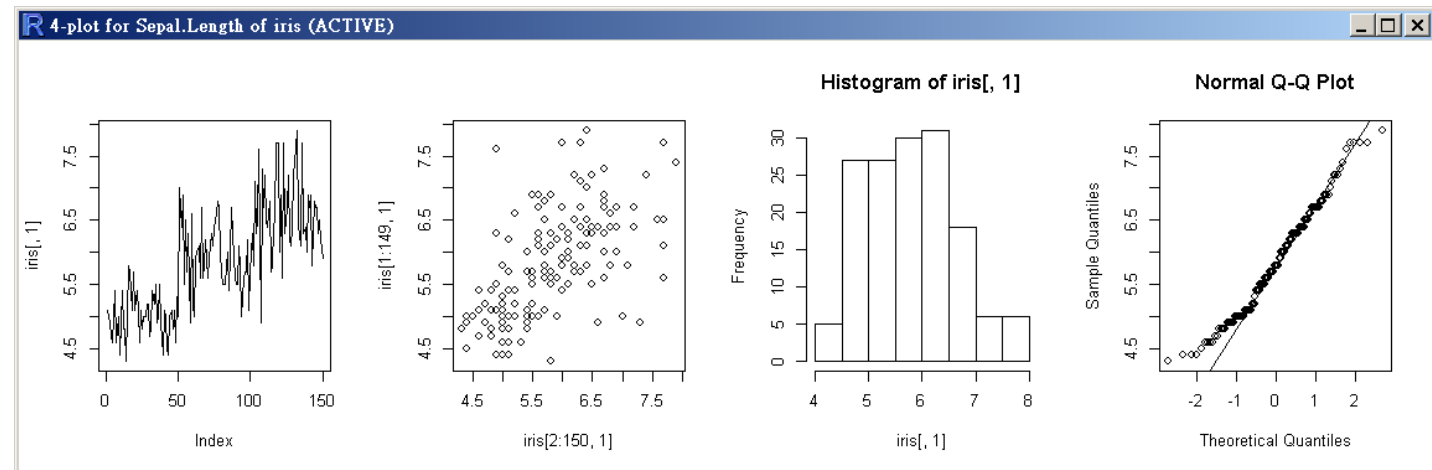 4-plot for Sepal.Length of iris (ACTIVE)
iris[, 1]
4.5 5.5 6.5 7.5
0 50 100 150
Index
iris[1:149, 1]
4.5 5.5 6.5 7.5
4.5 5.5 6.5 7.5
iris[2:150, 1]
Histogram of iris[, 1]
Frequency
0 5 10 15 20 25 30
4 5 6 7 8
iris[, 1]
Normal Q-Q Plot
Sample Quantiles
4.5 5.5 6.5 7.5
-2 -1 0 1 2
Theoretical Quantiles